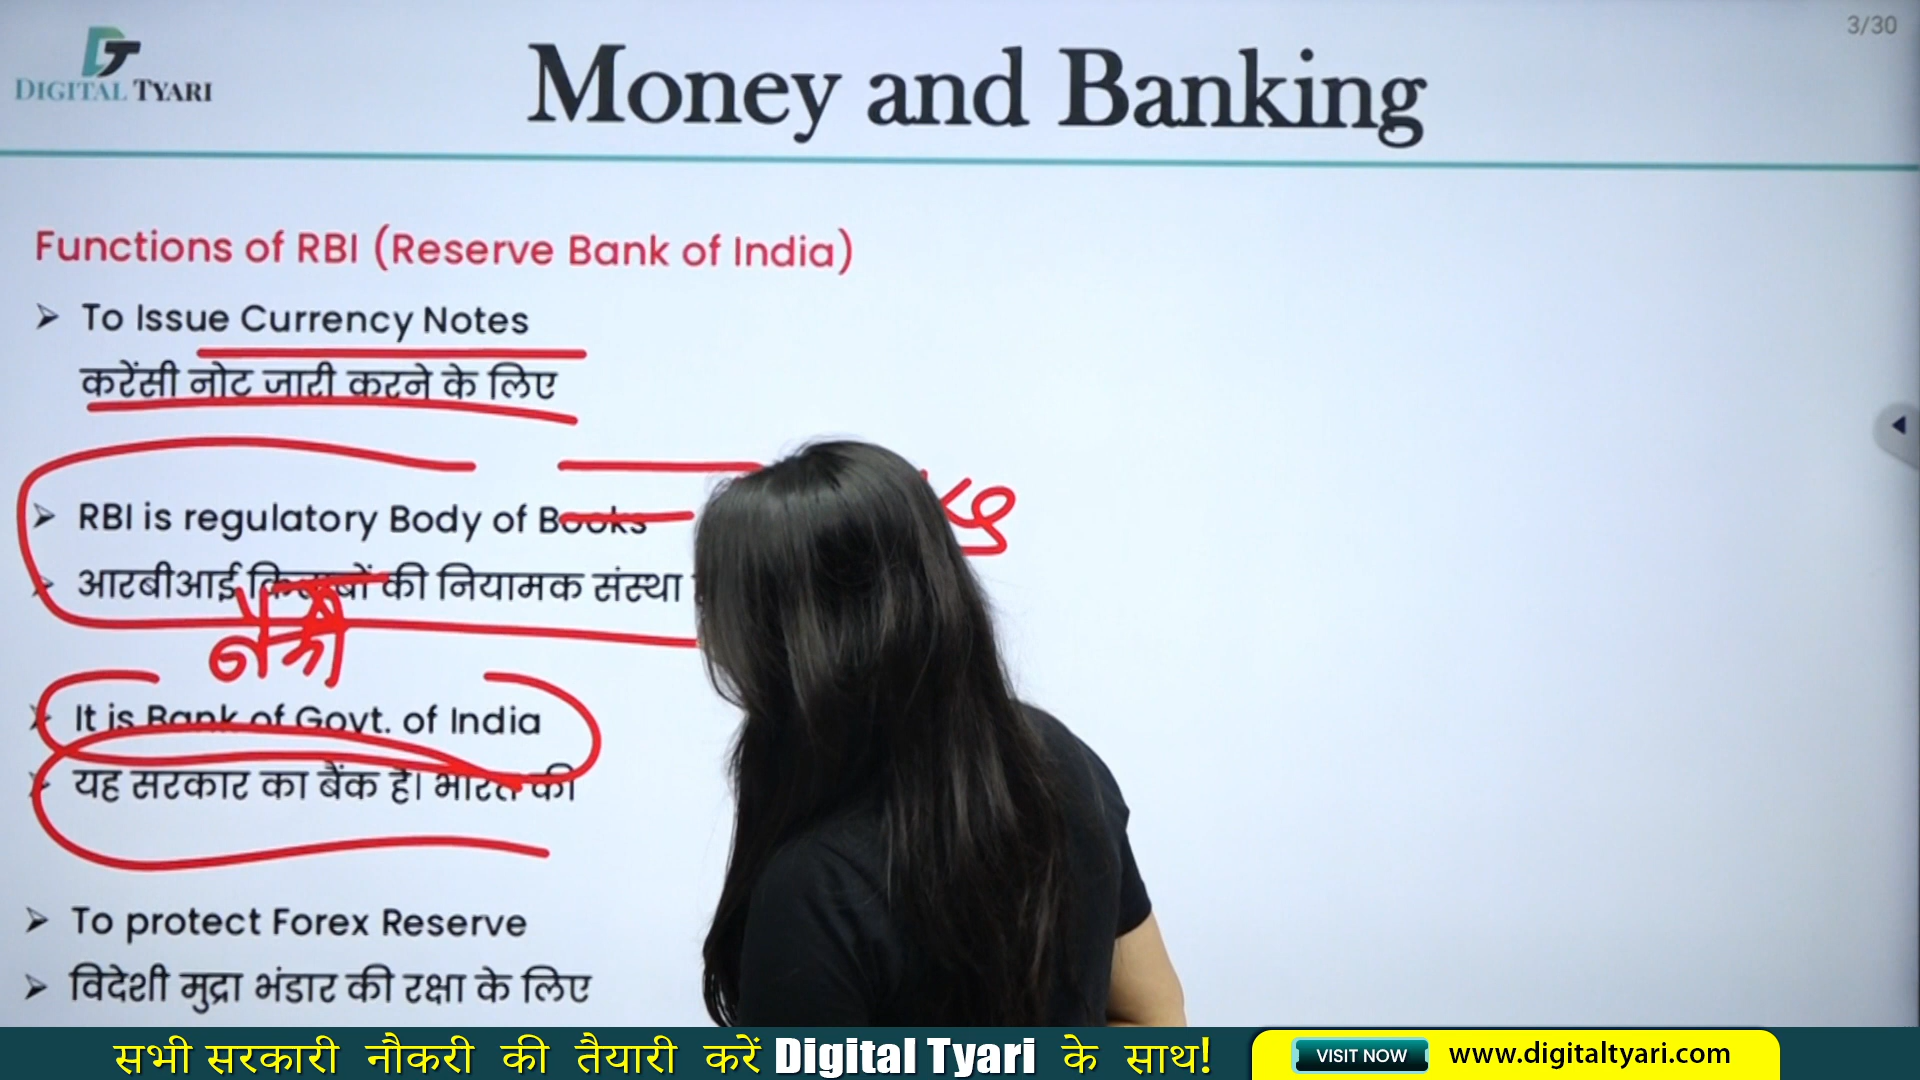 3/30
DIGITAL TYARI
Money and Banking
Functions of RBI (Reserve Bank of India)
➢ To Issue Currency Notes
करेंसी नोट जारी करने के लिए
➢ RBI is regulatory Body of Books
➢ आरबीआई किताबों की नियामक संस्था
बैंकों
➢ It is Bank of Govt. of India
➢ यह सरकार का बैंक है। भारत की
➢ To protect Forex Reserve
➢ विदेशी मुद्रा भंडार की रक्षा के लिए
सभी सरकारी नौकरी की तैयारी करें Digital Tyari के साथ!
VISIT NOW www.digitaltyari.com